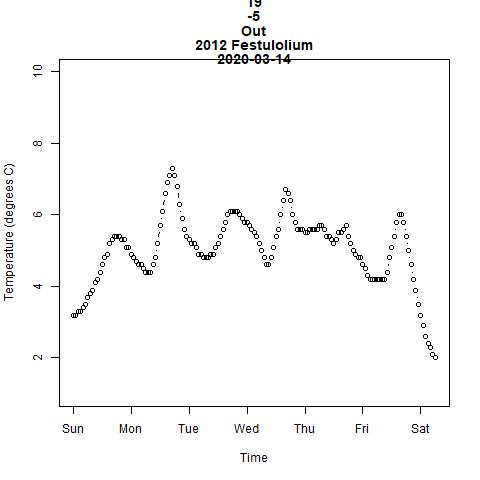 19
-5
Out
2012 Festulolium
2020-03-14
Temperature (degrees C)
10
8
6
4
2
Sun Mon Tue Wed Thu Fri Sat
Time